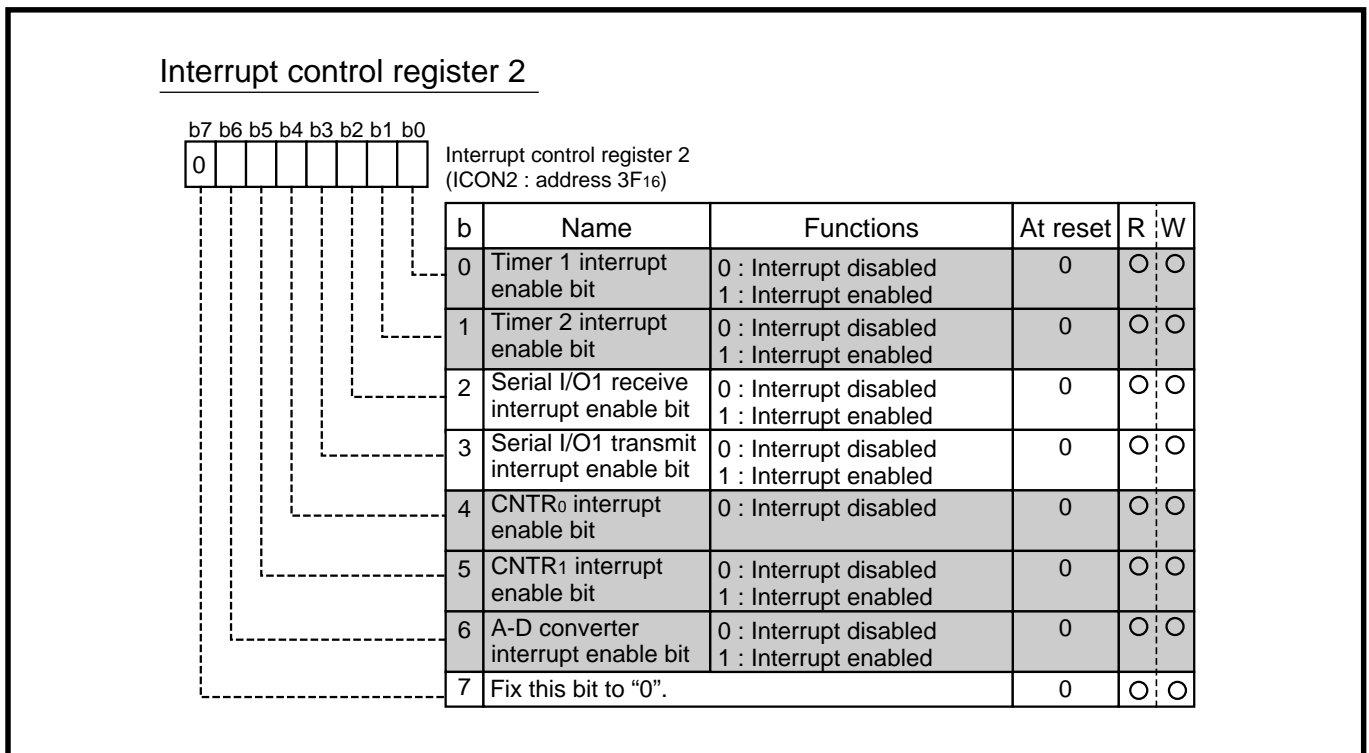 Interrupt control register 2
b7 b6 b5 b4 b3 b2 b1 b0
0
Interrupt control register 2
(ICON2 : address 3F16)
b Name Functions At reset R W
0 Timer 1 interrupt enable bit 0 : Interrupt disabled 0 ○ ○
1 : Interrupt enabled
1 Timer 2 interrupt enable bit 0 : Interrupt disabled 0 ○ ○
1 : Interrupt enabled
2 Serial I/O1 receive interrupt enable bit 0 : Interrupt disabled 0 ○ ○
1 : Interrupt enabled
3 Serial I/O1 transmit interrupt enable bit 0 : Interrupt disabled 0 ○ ○
1 : Interrupt enabled
4 CNTR0 interrupt enable bit 0 : Interrupt disabled 0 ○ ○
5 CNTR1 interrupt enable bit 0 : Interrupt disabled 0 ○ ○
1 : Interrupt enabled
6 A-D converter interrupt enable bit 0 : Interrupt disabled 0 ○ ○
1 : Interrupt enabled
7 Fix this bit to “0”. 0 ○ ○